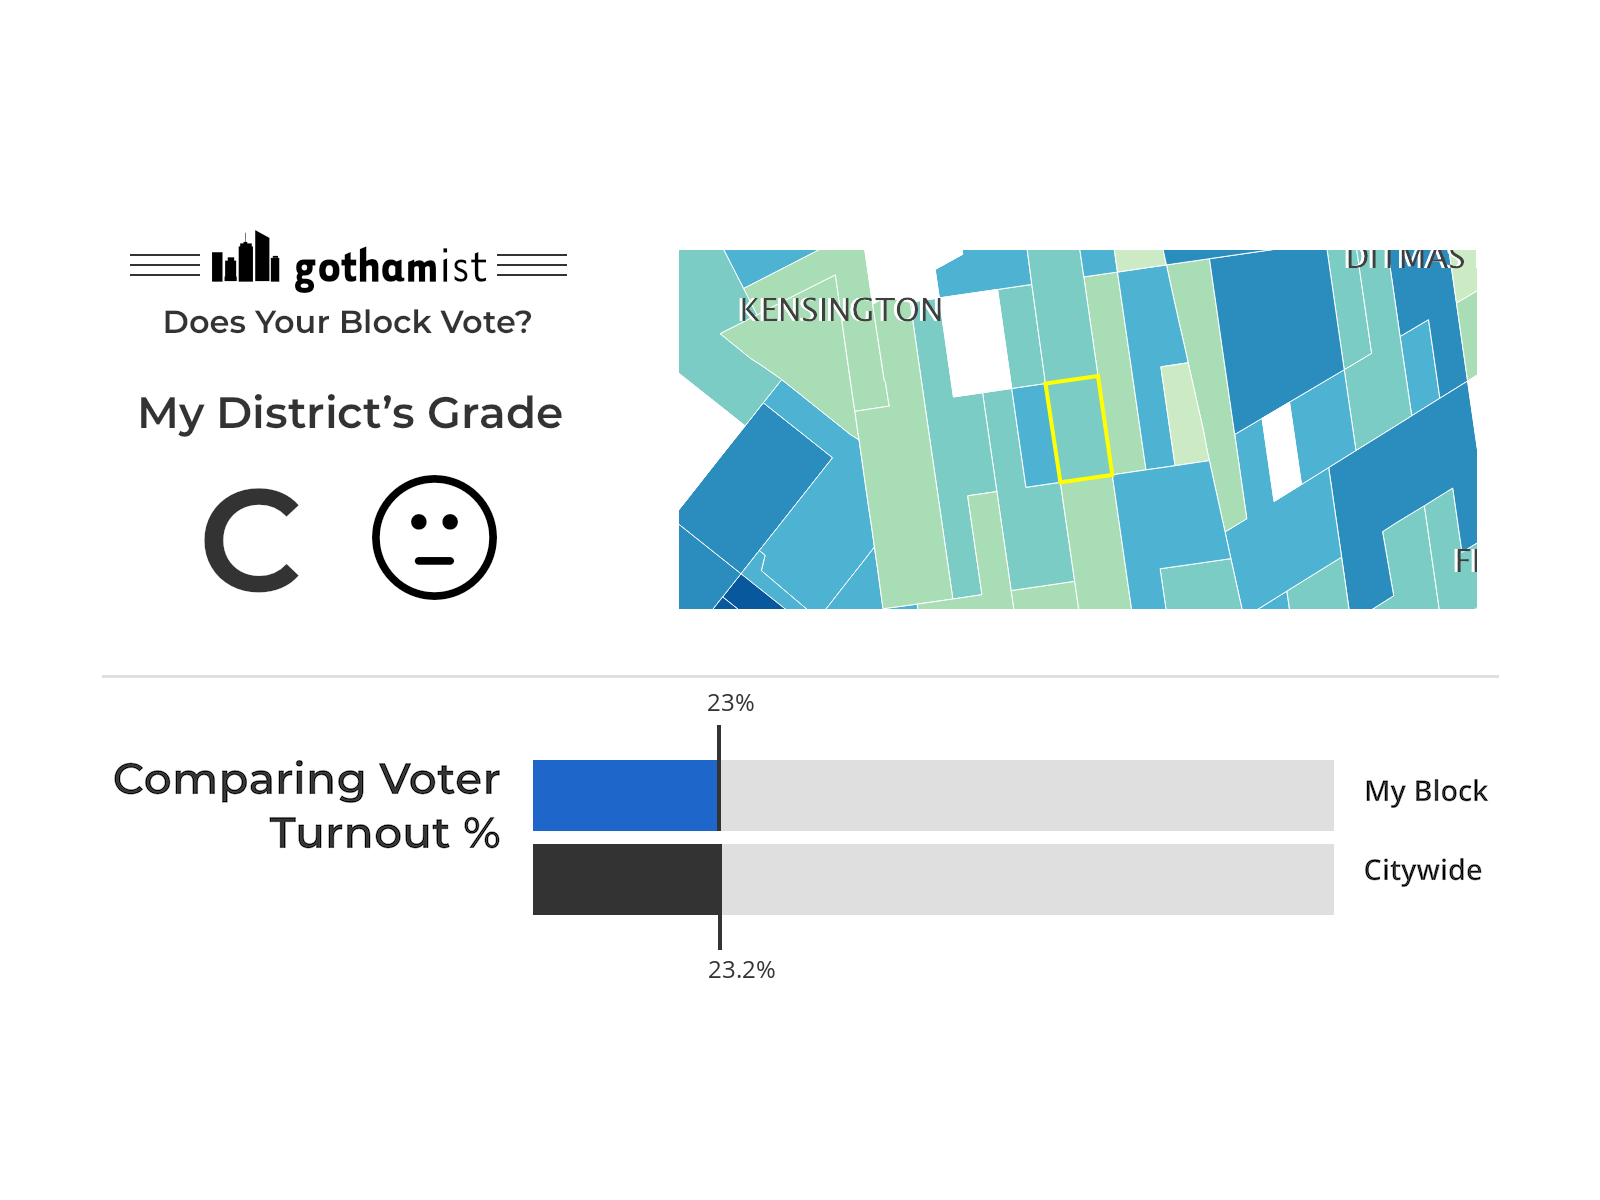 gothamist
Does Your Block Vote?
My District’s Grade
C
DITMAS
KENSINGTON
23%
Comparing Voter
Turnout %
My Block
Citywide
23.2%